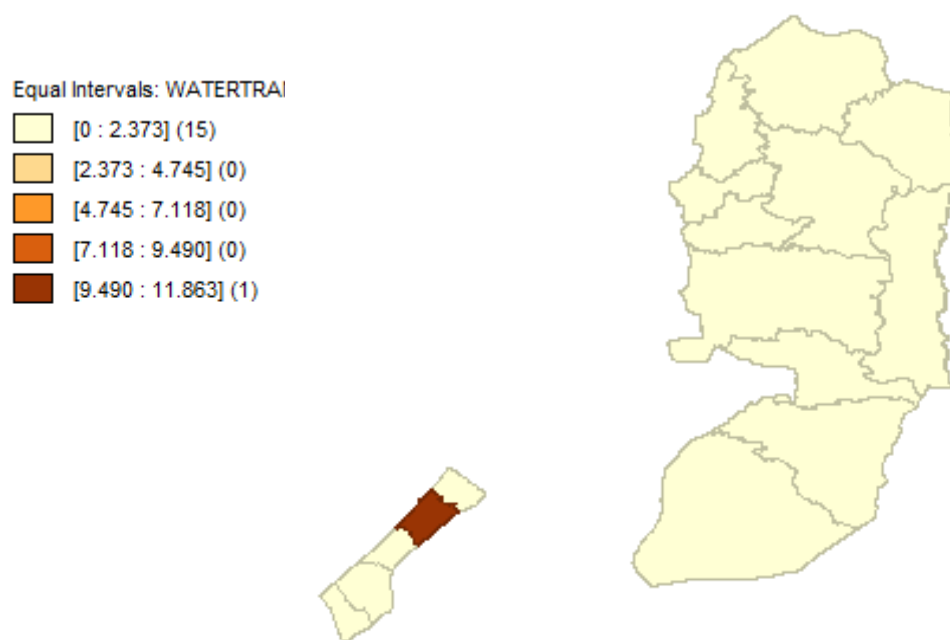 Equal Intervals: WATERTRAI
[0 : 2.373] (15)
[2.373 : 4.745] (0)
[4.745 : 7.118] (0)
[7.118 : 9.490] (0)
[9.490 : 11.863] (1)